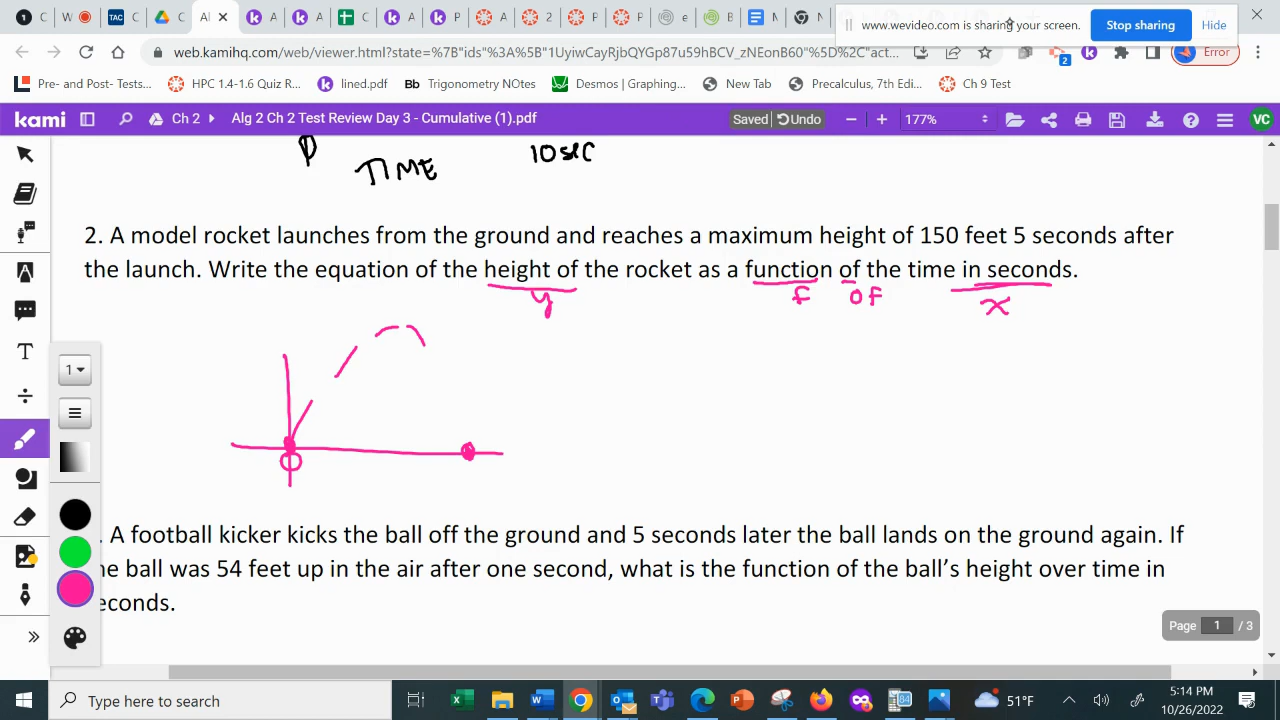 www.wevideo.com is sharing your screen.
Stop sharing
Hide
web.kamihq.com/web/viewer.html?state=%7B"ids"%3A%5B"1UyiwCayRjbQYGp87u59hBCV_zNEonB60"%5D%2C"act...
2
Error
Pre- and Post- Tests...
HPC 1.4-1.6 Quiz R...
lined.pdf
Bb Trigonometry NOtes
Desmos | Graphing...
New Tab
Precalculus, 7th Edi...
Ch 9 Test
kami
Ch 2
Alg 2 Ch 2 Test Review Day 3 - Cumulative (1).pdf
Saved
Undo
177%
VC
TIME
10 sec
2. A model rocket launches from the ground and reaches a maximum height of 150 feet 5 seconds after
the launch. Write the equation of the height of the rocket as a function of the time in seconds.
y
f
of
x
0
A football kicker kicks the ball off the ground and 5 seconds later the ball lands on the ground again. If
he ball was 54 feet up in the air after one second, what is the function of the ball's height over time in
econds.
1
Page 1 / 3
Type here to search
51°F
5:14 PM
10/26/2022